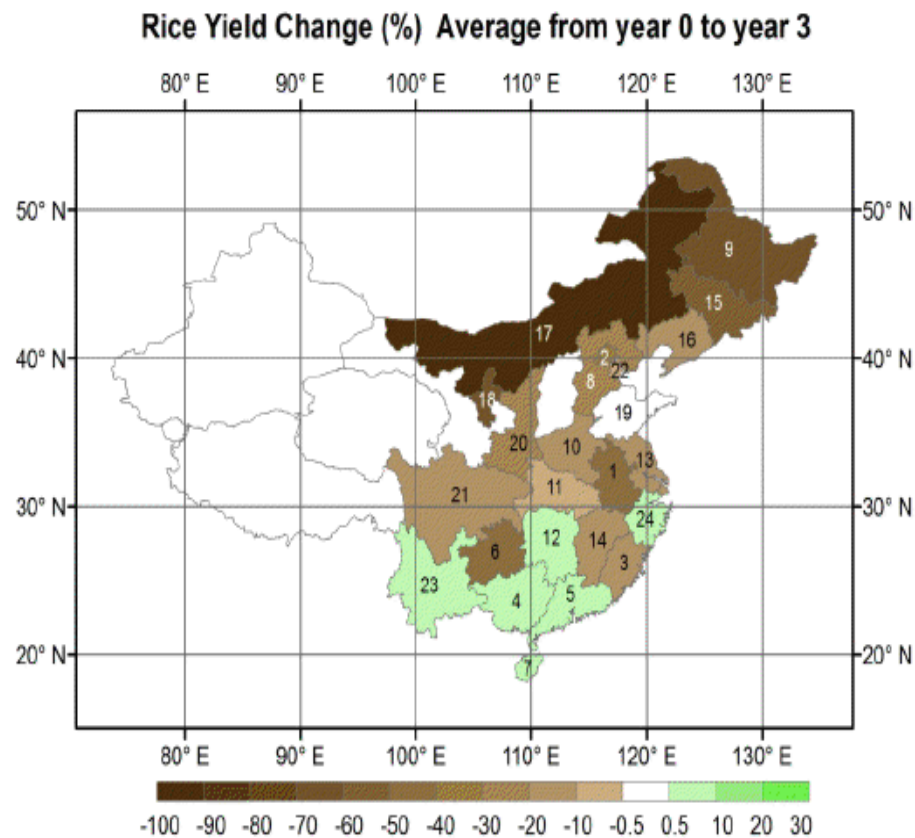 Rice Yield Change (%) Average from year 0 to year 3
80° E 90° E 100° E 110° E 120° E 130° E
50° N 50° N
9
15
17 16
40° N 2 40° N
22
8
18
19
20 10
13
1
11
21
30° N 30° N
24
12
14
6
3
23
5
4
20° N 7 20° N
80° E 90° E 100° E 110° E 120° E 130° E
-100 -90 -80 -70 -60 -50 -40 -30 -20 -10 -0.5 0.5 10 20 30